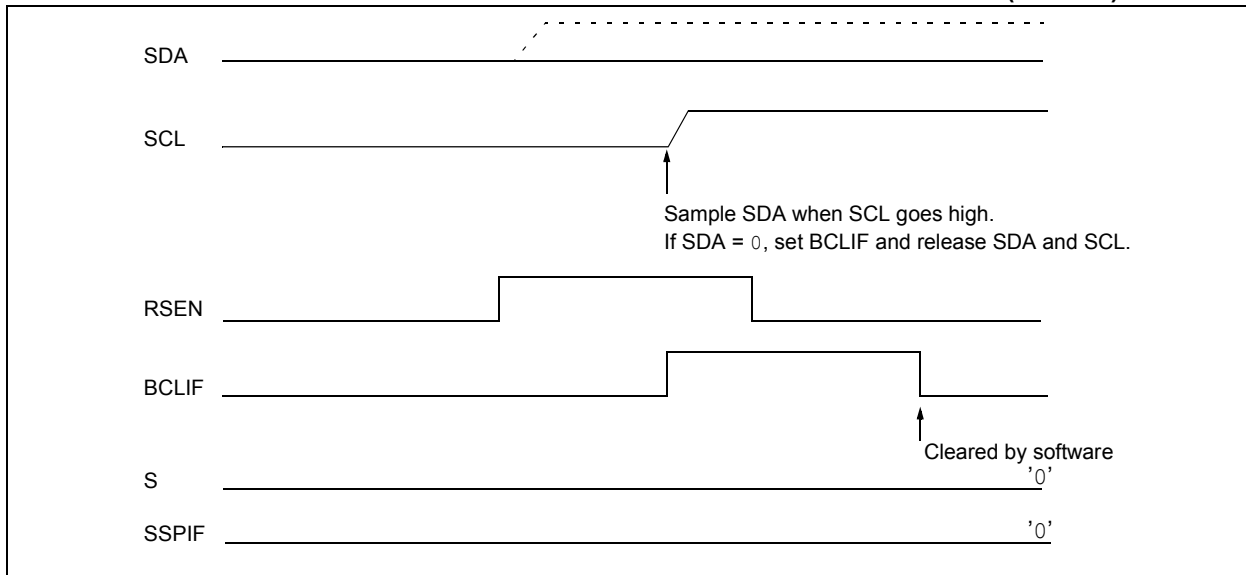 SDA
SCL
Sample SDA when SCL goes high.
If SDA = 0, set BCLIF and release SDA and SCL.
RSEN
BCLIF
Cleared by software
S
'0'
SSPIF
'0'